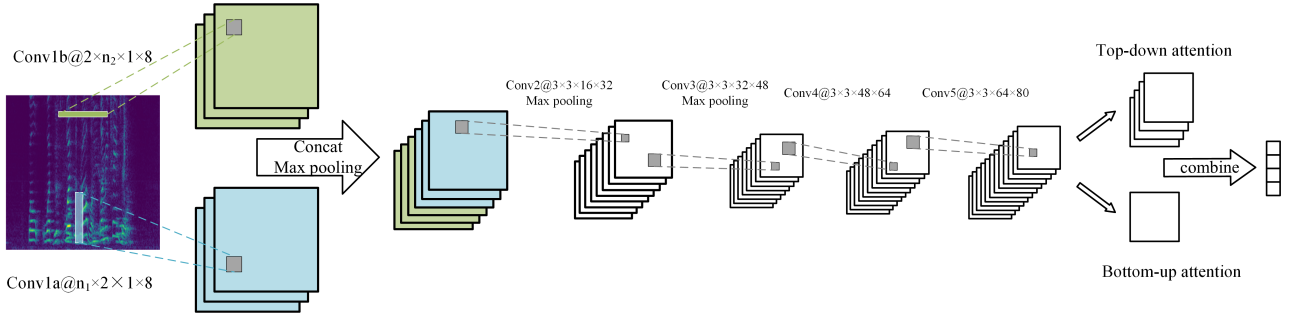 Conv1b@2×n₂×1×8
Conv1a@n₁×2×1×8
Concat
Max pooling
Conv2@3×3×16×32
Max pooling
Conv3@3×3×32×48
Max pooling
Conv4@3×3×48×64
Conv5@3×3×64×80
Top-down attention
combine
Bottom-up attention